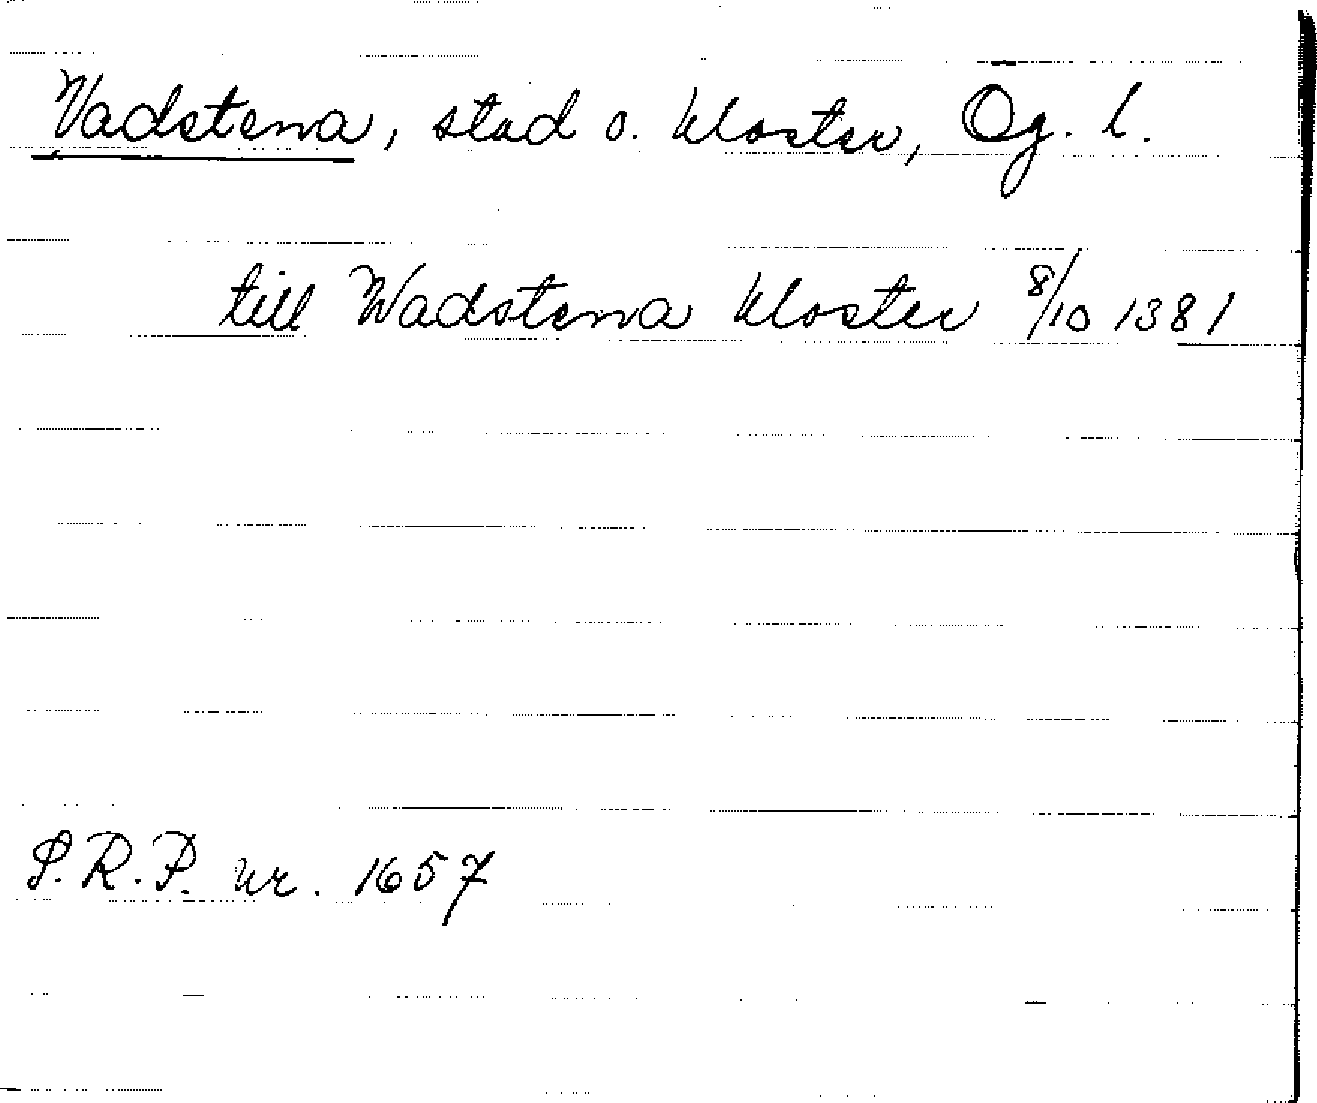 Vadstena, stad o. kloster, Ög. l.
till Wadstena kloster 8/10 1381
S.R.P. nr. 1657